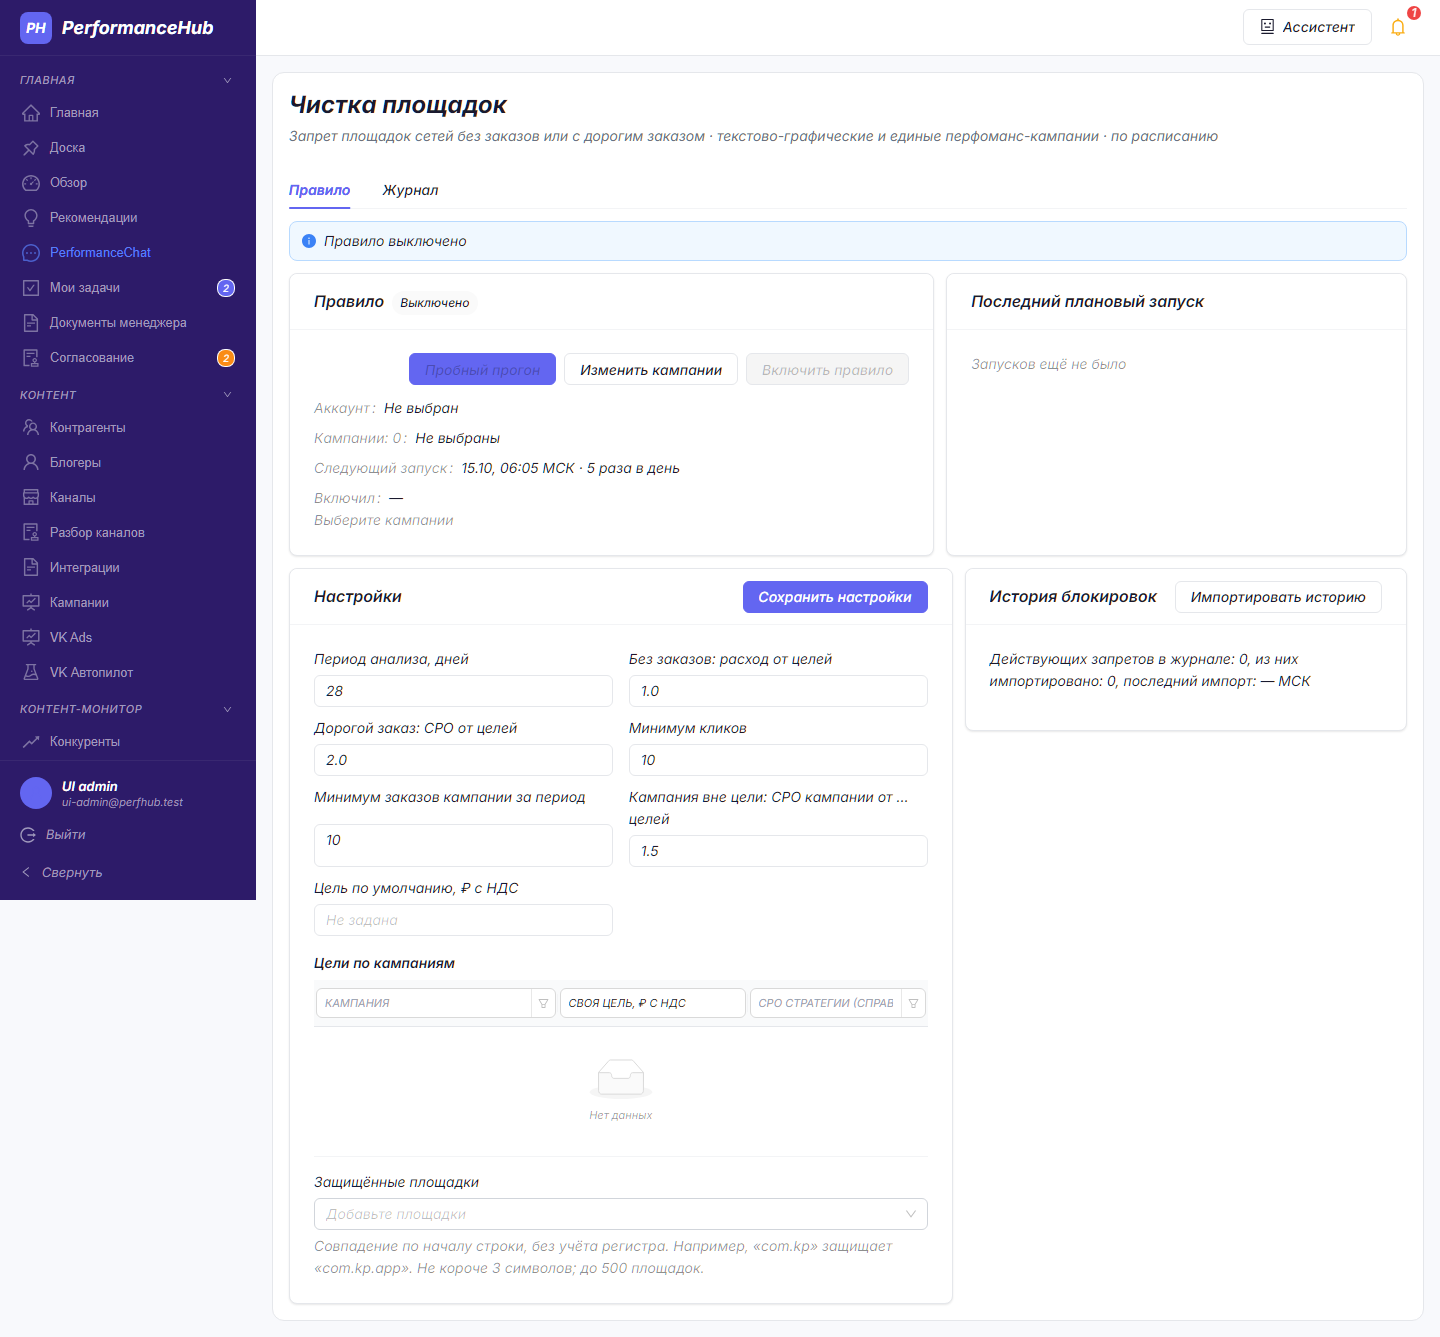 PH PerformanceHub
ГЛАВНАЯ
Главная
Доска
Обзор
Рекомендации
PerformanceChat
Мои задачи 2
Документы менеджера
Согласование 2
КОНТЕНТ
Контрагенты
Блогеры
Каналы
Разбор каналов
Интеграции
Кампании
VK Ads
VK Автопилот
КОНТЕНТ-МОНИТОР
Конкуренты
UI admin
ui-admin@perfhub.test
Выйти
Свернуть
Ассистент 1
Чистка площадок
Запрет площадок сетей без заказов или с дорогим заказом · текстово-графические и единые перфоманс-кампании · по расписанию
Правило Журнал
Правило выключено
Правило Выключено
Пробный прогон Изменить кампании Включить правило
Аккаунт: Не выбран
Кампании: 0: Не выбраны
Следующий запуск: 15.10, 06:05 МСК · 5 раза в день
Включил: —
Выберите кампании
Последний плановый запуск
Запусков ещё не было
Настройки Сохранить настройки
Период анализа, дней
28
Без заказов: расход от целей
1.0
Дорогой заказ: CPO от целей
2.0
Минимум кликов
10
Минимум заказов кампании за период
10
Кампания вне цели: CPO кампании от ...
целей
1.5
Цель по умолчанию, ₽ с НДС
Не задана
Цели по кампаниям
КАМПАНИЯ СВОЯ ЦЕЛЬ, ₽ С НДС CPO СТРАТЕГИИ (СПРАВ
Нет данных
Защищённые площадки
Добавьте площадки
Совпадение по началу строки, без учёта регистра. Например, «com.kp» защищает
«com.kp.app». Не короче 3 символов; до 500 площадок.
История блокировок Импортировать историю
Действующих запретов в журнале: 0, из них
импортировано: 0, последний импорт: — МСК